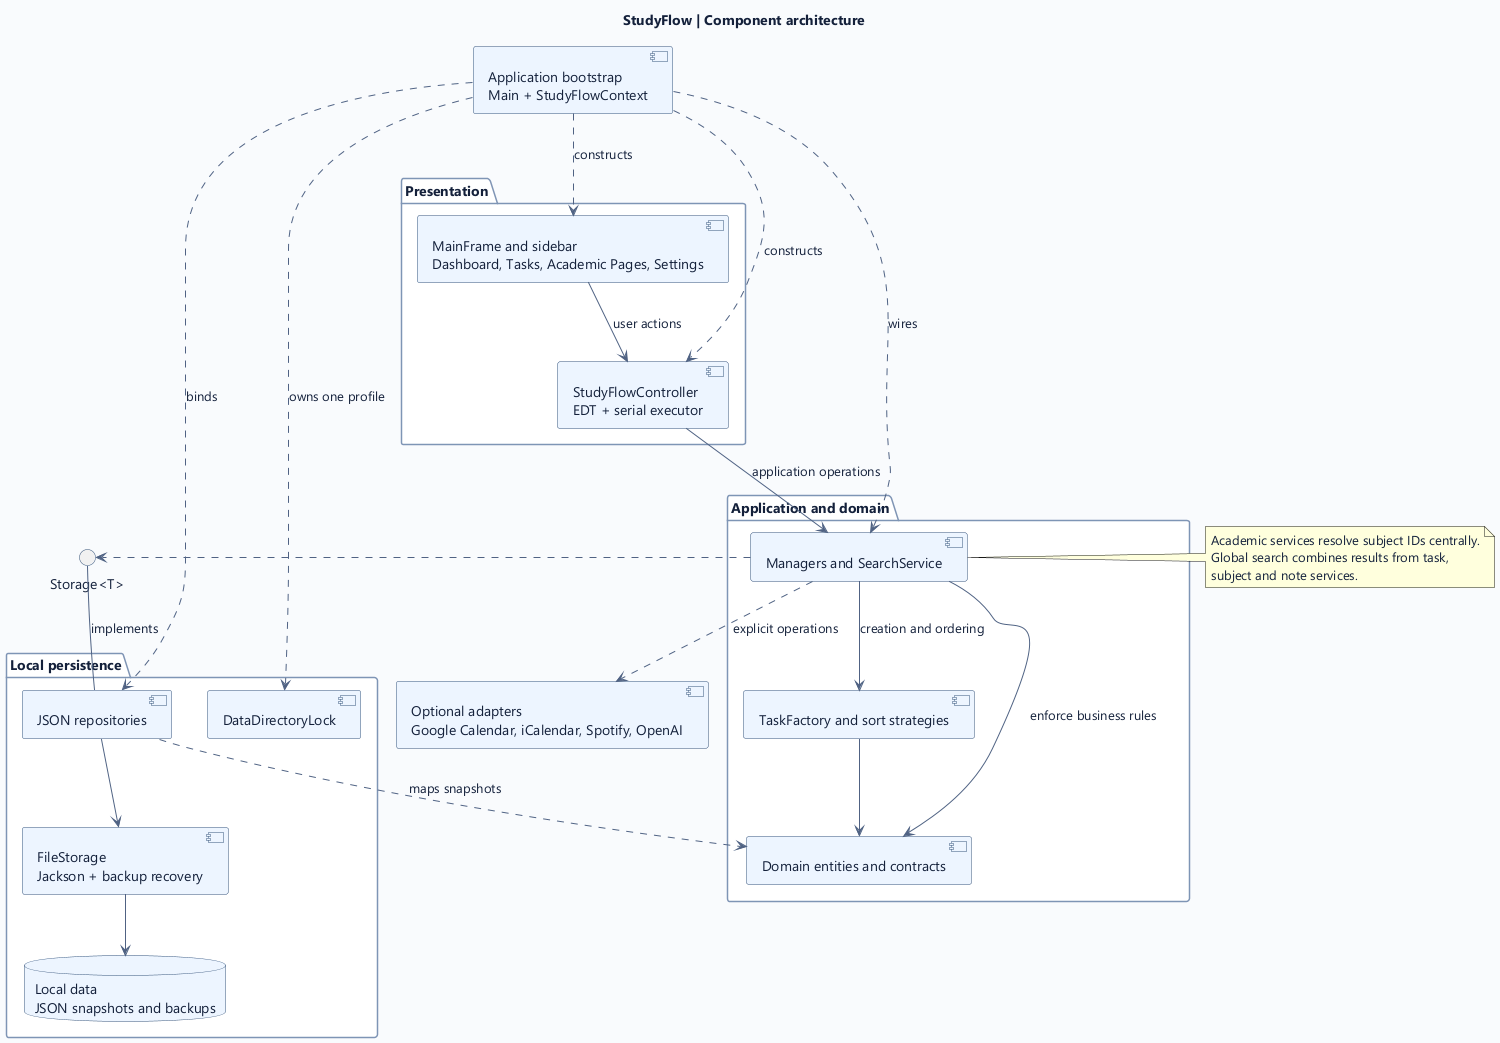 StudyFlow | Component architecture
Application bootstrap
Main + StudyFlowContext
constructs
Presentation
MainFrame and sidebar
Dashboard, Tasks, Academic Pages, Settings
constructs
user actions
wires
StudyFlowController
EDT + serial executor
binds
owns one profile
application operations
Application and domain
Managers and SearchService
Academic services resolve subject IDs centrally.
Global search combines results from task,
subject and note services.
Storage<T>
implements
explicit operations
creation and ordering
Local persistence
JSON repositories
DataDirectoryLock
Optional adapters
Google Calendar, iCalendar, Spotify, OpenAI
TaskFactory and sort strategies
enforce business rules
maps snapshots
FileStorage
Jackson + backup recovery
Domain entities and contracts
Local data
JSON snapshots and backups